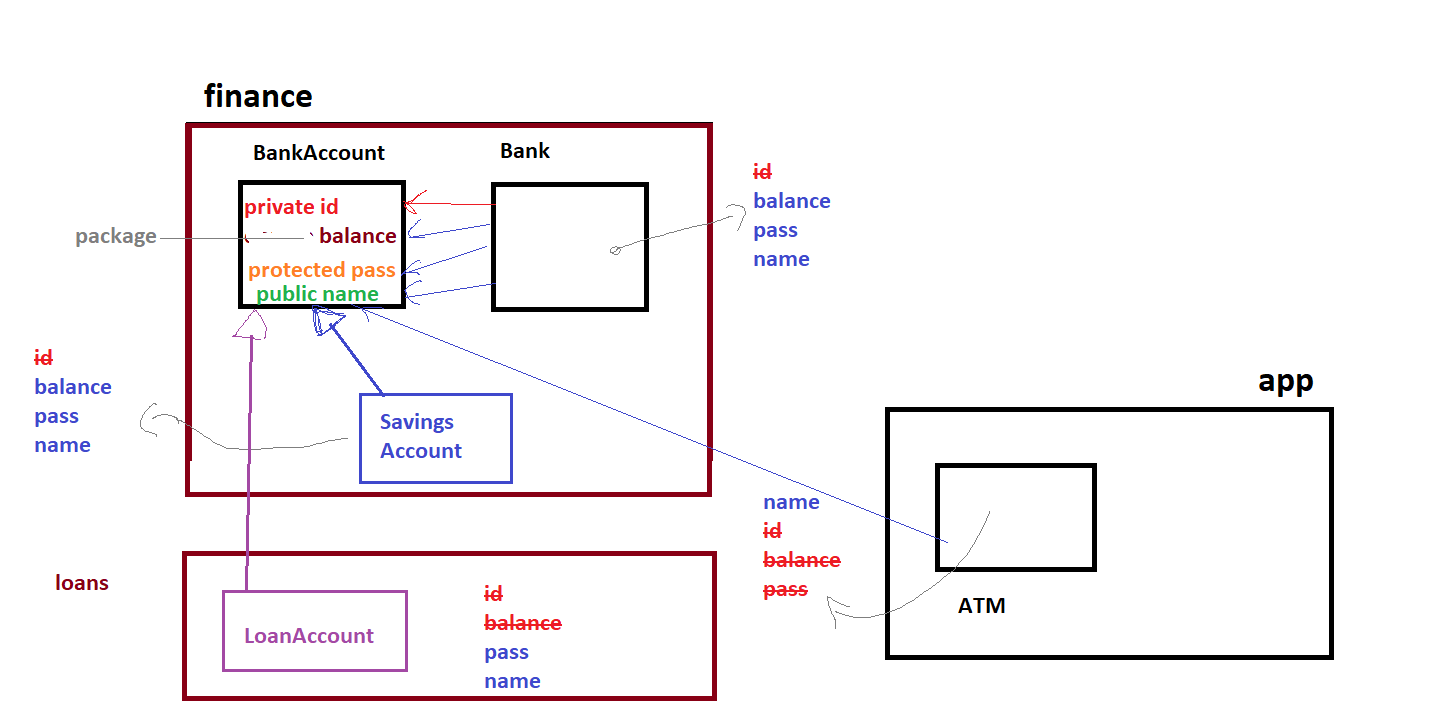 finance
BankAccount
Bank
private id
package
balance
protected pass
public name
id
balance
pass
name
id
balance
pass
name
Savings
Account
app
name
id
balance
pass
ATM
loans
LoanAccount
id
balance
pass
name